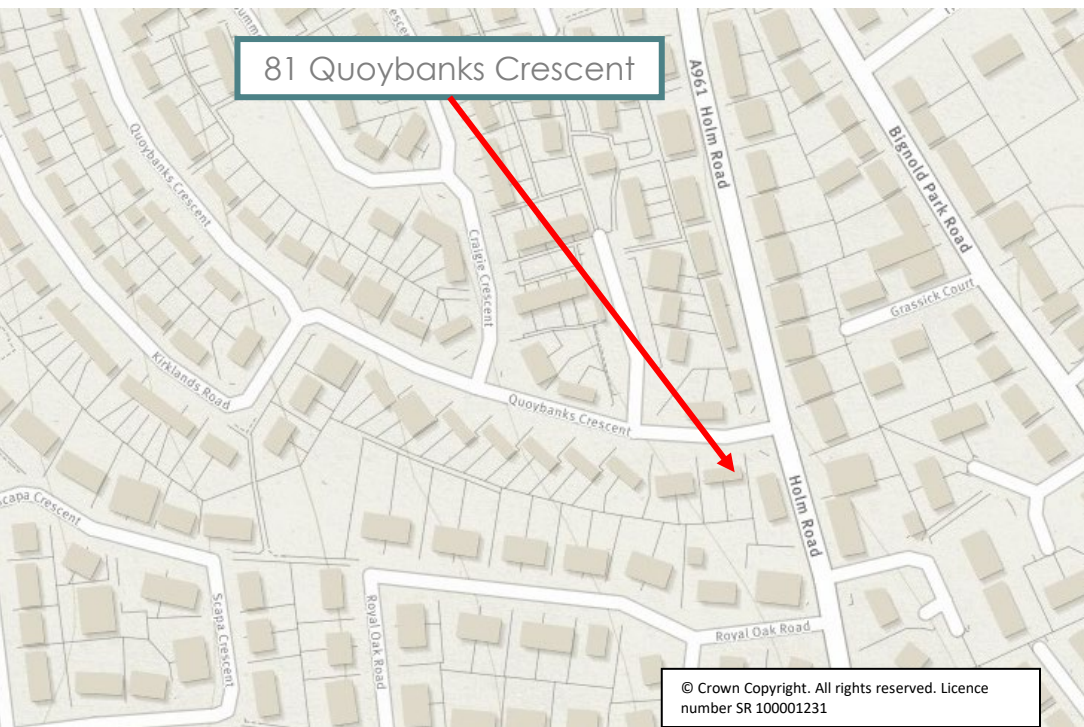 81 Quoybanks Crescent
A961 Holm Road
Bignold Park Road
Quoybanks Crescent
Craigie Crescent
Grassick Court
Kirklands Road
Quoybanks Crescent
Holm Road
Scapa Crescent
Scapa Crescent
Royal Oak Road
Royal Oak Road
© Crown Copyright. All rights reserved. Licence
number SR 100001231